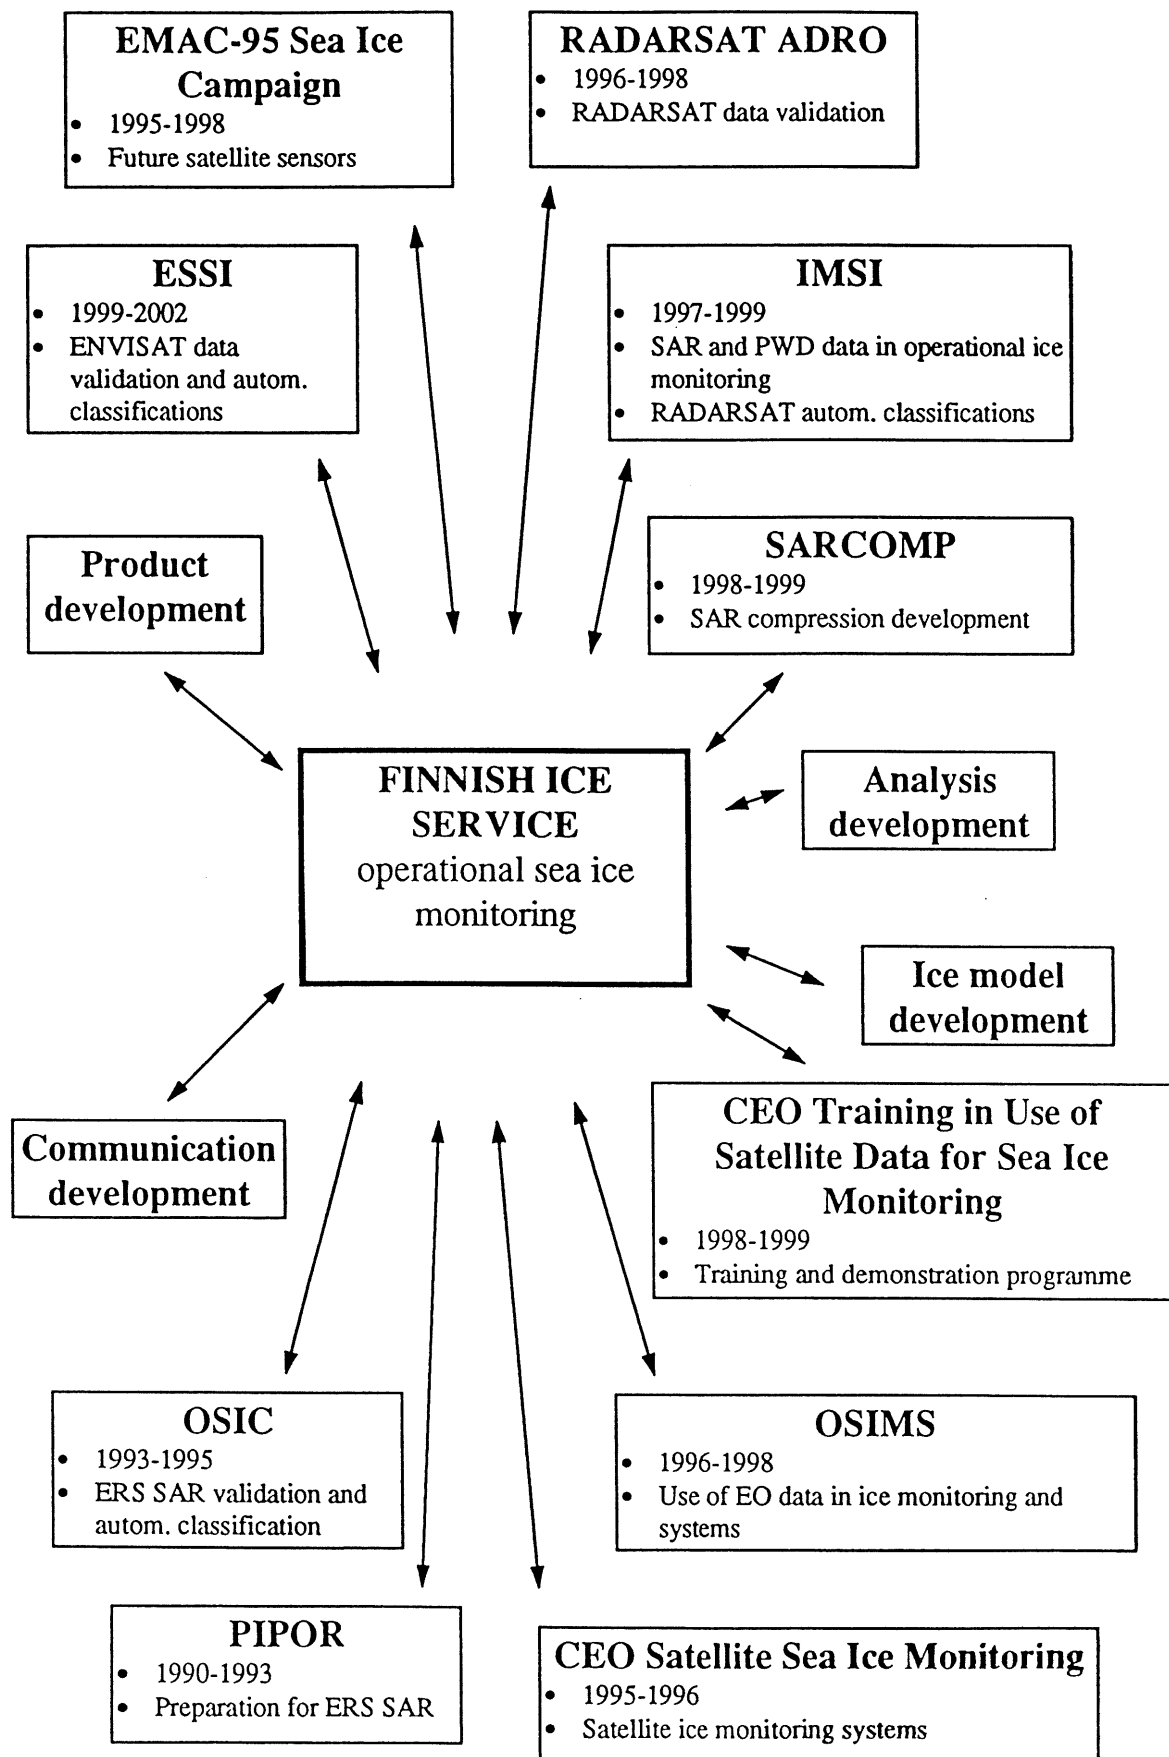 EMAC-95 Sea Ice
Campaign
• 1995-1998
• Future satellite sensors
RADARSAT ADRO
• 1996-1998
• RADARSAT data validation
ESSI
• 1999-2002
• ENVISAT data
validation and autom.
classifications
IMSI
• 1997-1999
• SAR and PWD data in operational ice
monitoring
• RADARSAT autom. classifications
Product
development
SARCOMP
• 1998-1999
• SAR compression development
FINNISH ICE
SERVICE
operational sea ice
monitoring
Analysis
development
Ice model
development
Communication
development
CEO Training in Use of
Satellite Data for Sea Ice
Monitoring
• 1998-1999
• Training and demonstration programme
OSIC
• 1993-1995
• ERS SAR validation and
autom. classification
OSIMS
• 1996-1998
• Use of EO data in ice monitoring and
systems
PIPOR
• 1990-1993
• Preparation for ERS SAR
CEO Satellite Sea Ice Monitoring
• 1995-1996
• Satellite ice monitoring systems